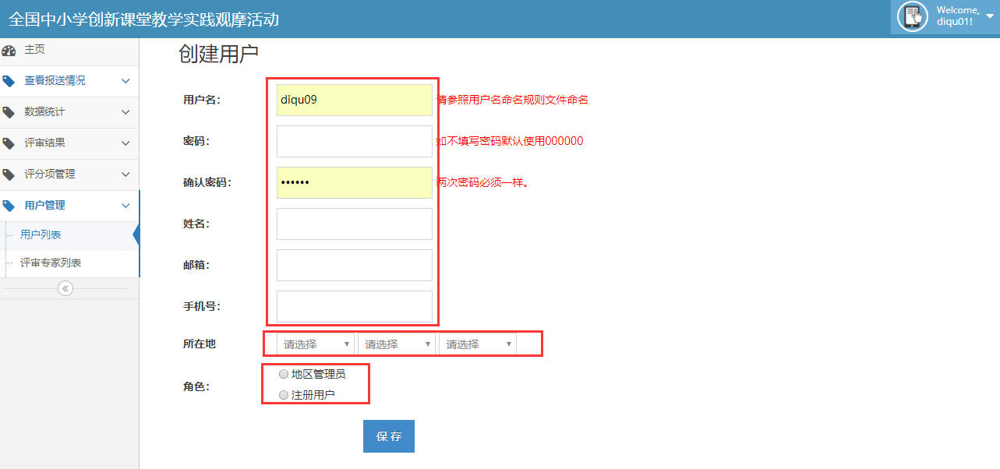 全国中小学创新课堂教学实践观摩活动
Welcome,
diqu01!
主页
查看报送情况
数据统计
评审结果
评分项管理
用户管理
用户列表
评审专家列表
创建用户
用户名： diqu09 请参照用户名命名规则文件命名
密码： 如不填写密码默认使用000000
确认密码： •••••• 两次密码必须一样。
姓名：
邮箱：
手机号：
所在地 请选择 请选择 请选择
角色：
地区管理员
注册用户
保 存